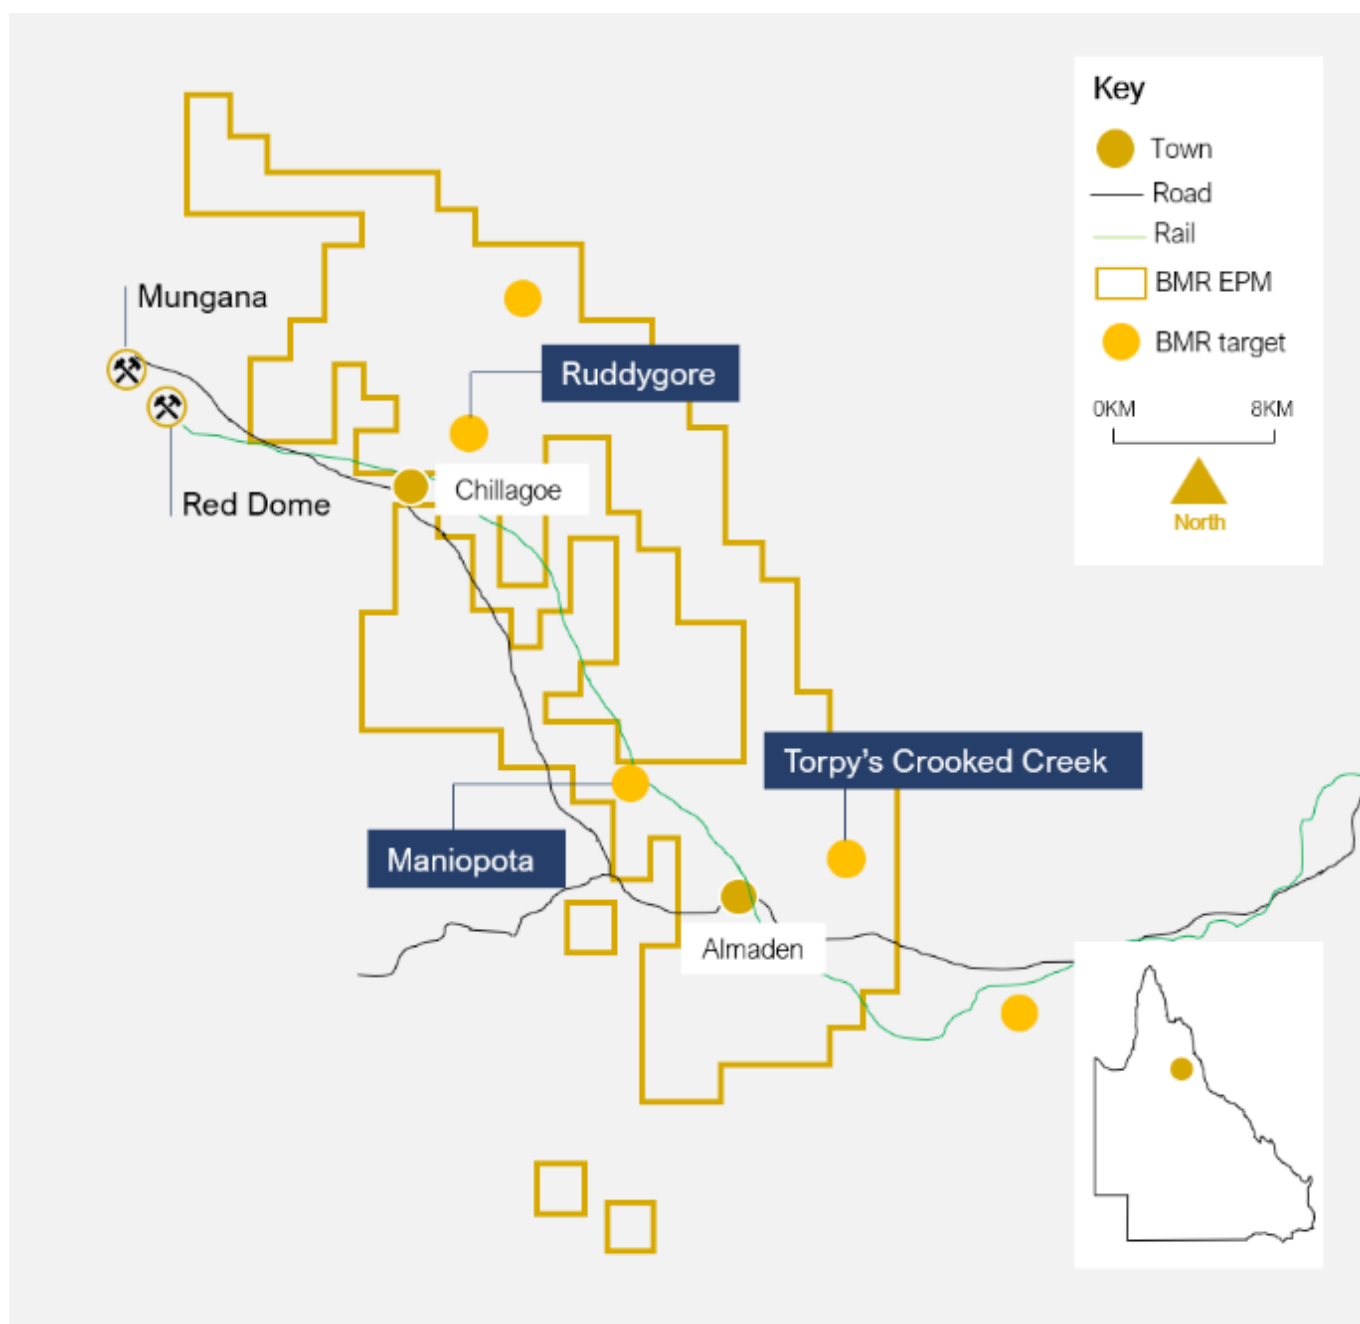 Key
Town
Road
Rail
BMR EPM
BMR target
0KM 8KM
North
Mungana
Ruddygore
Red Dome
Chillagoe
Torpy's Crooked Creek
Maniopota
Almaden